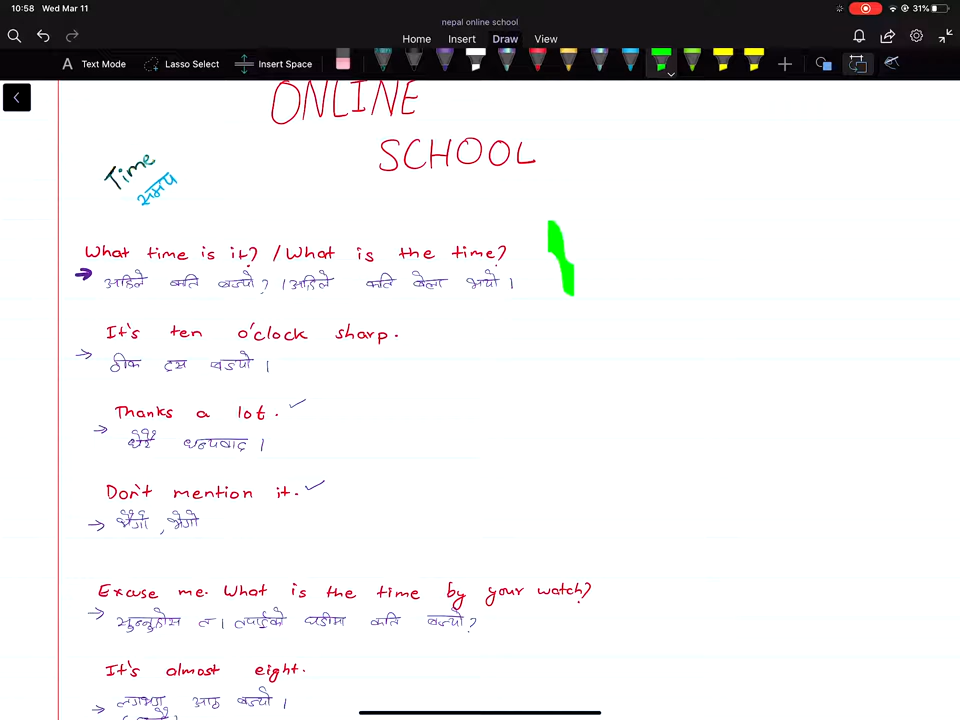 10:58 Wed Mar 11
31%
nepal online school
Home Insert Draw View
Text Mode Lasso Select Insert Space
ONLINE
SCHOOL
Time
समय
What time is it? / What is the time?
अहिले कति बज्यो? । अहिले कति बेला भयो ।
It's ten o'clock sharp.
ठीक दस बज्यो ।
Thanks a lot.
धेरै धन्यवाद ।
Don't mention it.
भैगो, भैगो
Excuse me. What is the time by your watch?
सुन्नुहोस त । तपाईको घडीमा कति बज्यो?
It's almost eight.
लगभग आठ बज्यो ।